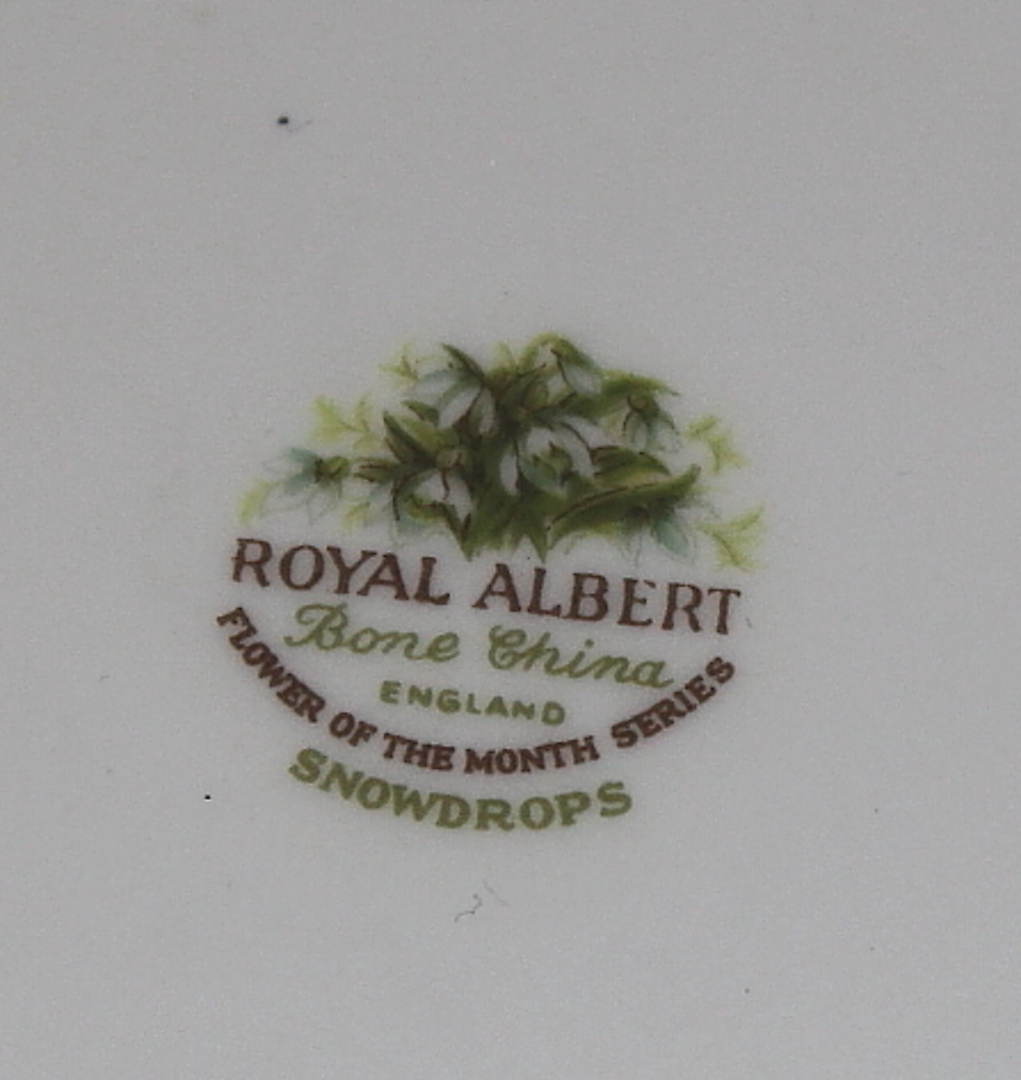 ROYAL ALBERT
Bone China
ENGLAND
FLOWER OF THE MONTH SERIES
SNOWDROPS